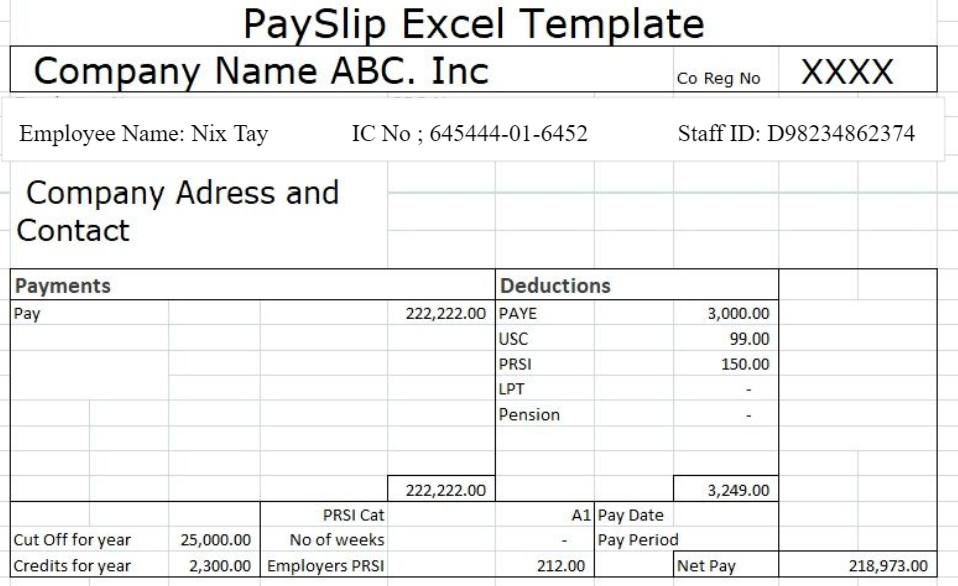 PaySlip Excel Template
Company Name ABC. Inc Co Reg No XXXX
Employee Name: Nix Tay IC No ; 645444-01-6452 Staff ID: D98234862374
Company Adress and
Contact
Payments Deductions
Pay 222,222.00 PAYE 3,000.00
USC 99.00
PRSI 150.00
LPT -
Pension -
222,222.00 3,249.00
PRSI Cat A1 Pay Date
Cut Off for year 25,000.00 No of weeks - Pay Period
Credits for year 2,300.00 Employers PRSI 212.00 Net Pay 218,973.00